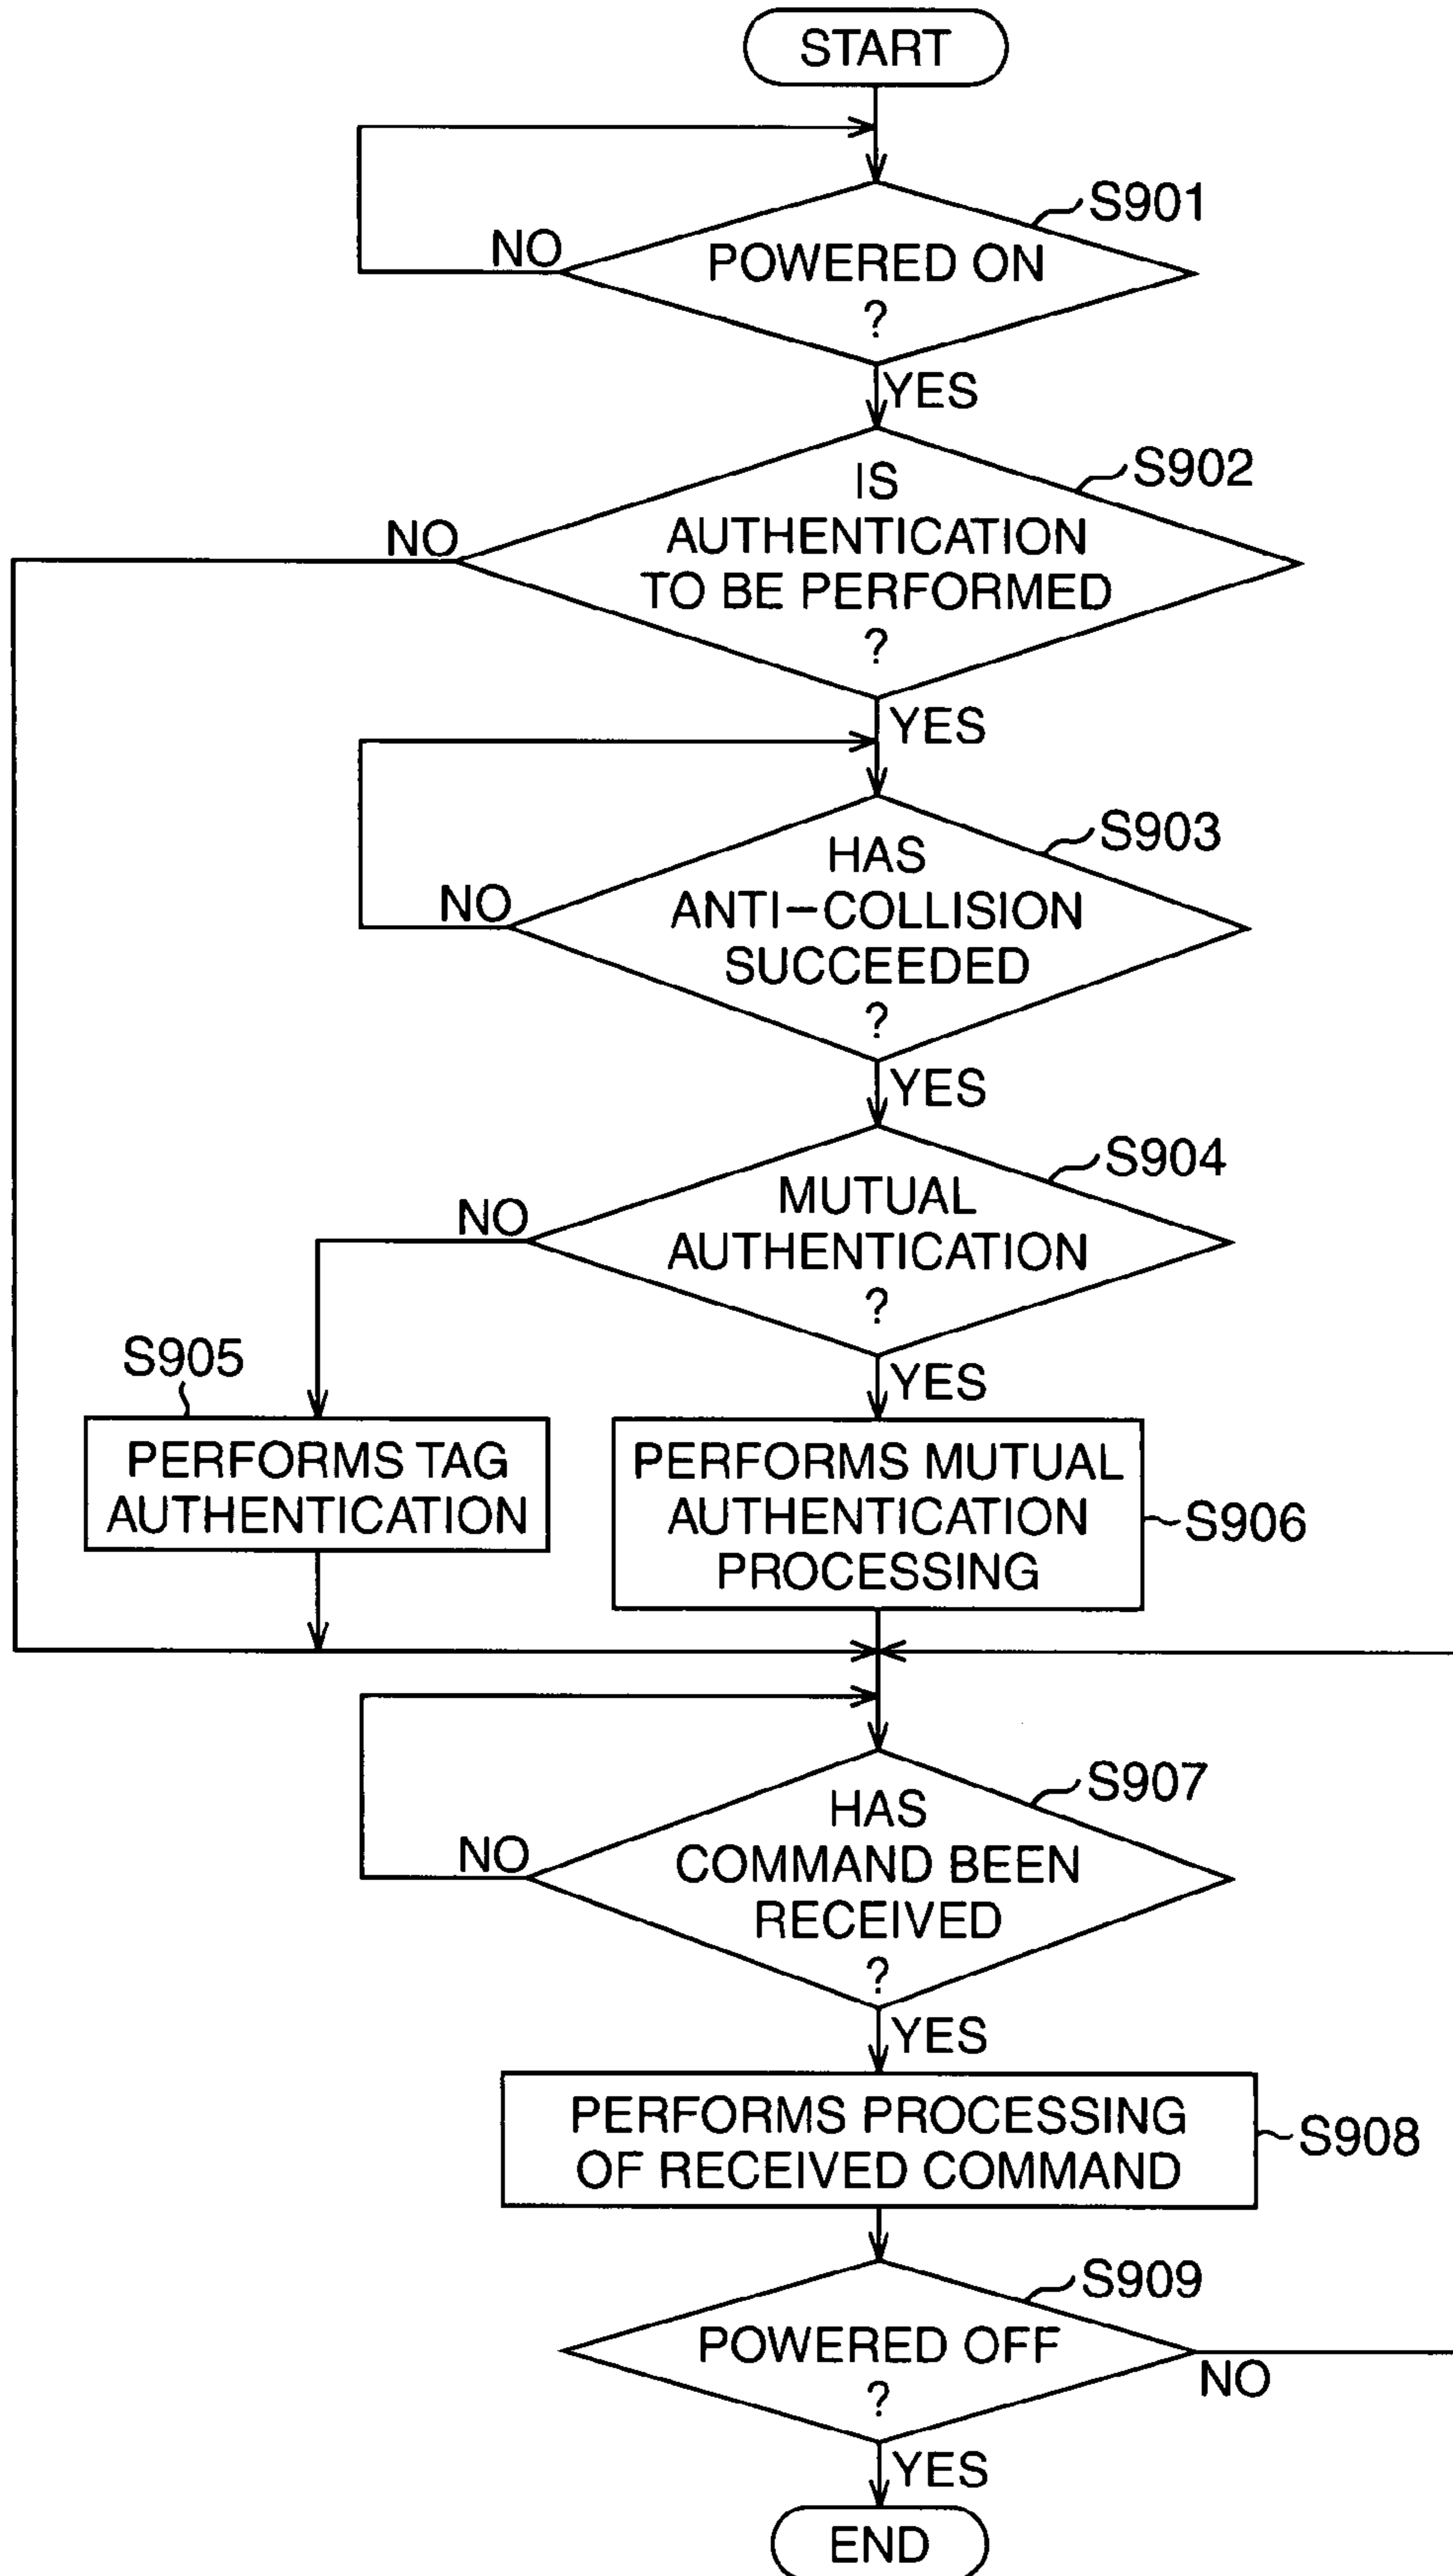 START
S901
NO
POWERED ON
?
YES
S902
IS
NO
AUTHENTICATION
TO BE PERFORMED
?
YES
S903
HAS
NO
ANTI-COLLISION
SUCCEEDED
?
YES
S904
MUTUAL
NO
AUTHENTICATION
?
S905
YES
PERFORMS TAG
AUTHENTICATION
PERFORMS MUTUAL
AUTHENTICATION
PROCESSING
S906
S907
HAS
NO
COMMAND BEEN
RECEIVED
?
YES
PERFORMS PROCESSING
OF RECEIVED COMMAND
S908
S909
POWERED OFF
?
NO
YES
END